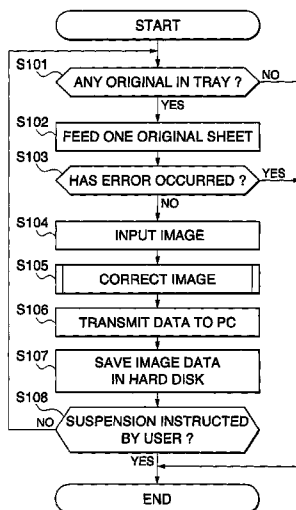 START
S101
ANY ORIGINAL IN TRAY ?
NO
YES
S102
FEED ONE ORIGINAL SHEET
S103
HAS ERROR OCCURRED ?
YES
NO
S104
INPUT IMAGE
S105
CORRECT IMAGE
S106
TRANSMIT DATA TO PC
S107
SAVE IMAGE DATA
IN HARD DISK
S108
NO
SUSPENSION INSTRUCTED
BY USER ?
YES
END